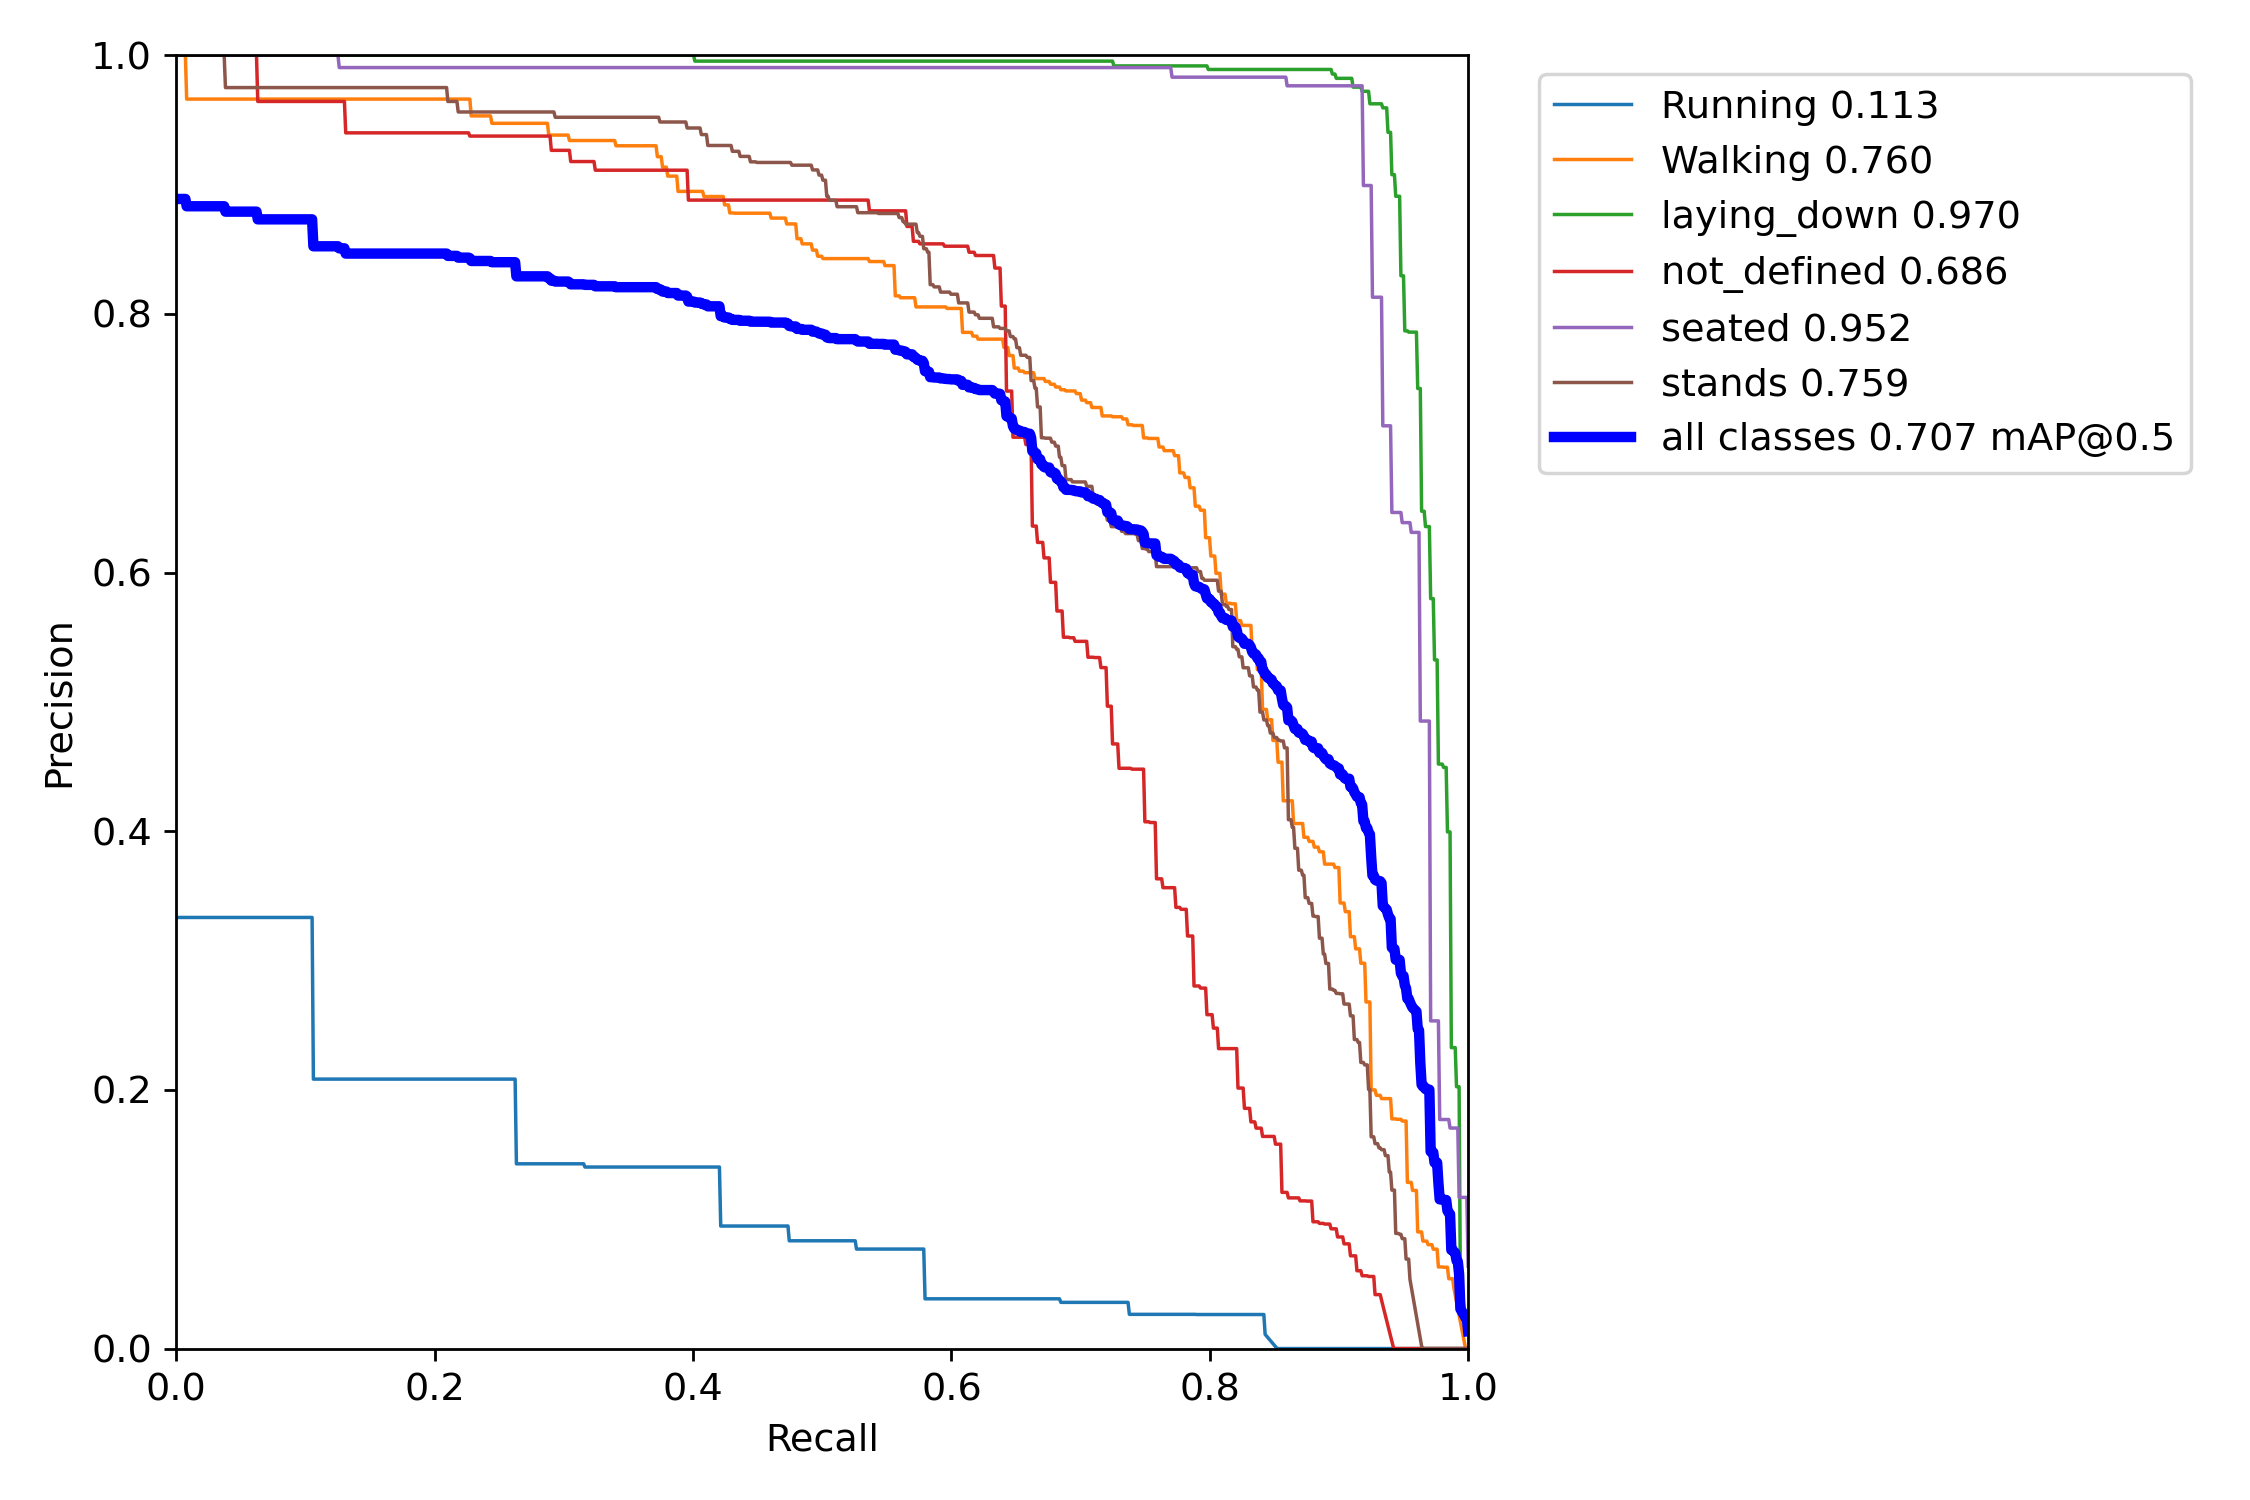 1.0
0.8
0.6
0.4
0.2
0.0
Precision
0.0 0.2 0.4 0.6 0.8 1.0
Recall
Running 0.113
Walking 0.760
laying_down 0.970
not_defined 0.686
seated 0.952
stands 0.759
all classes 0.707 mAP@0.5